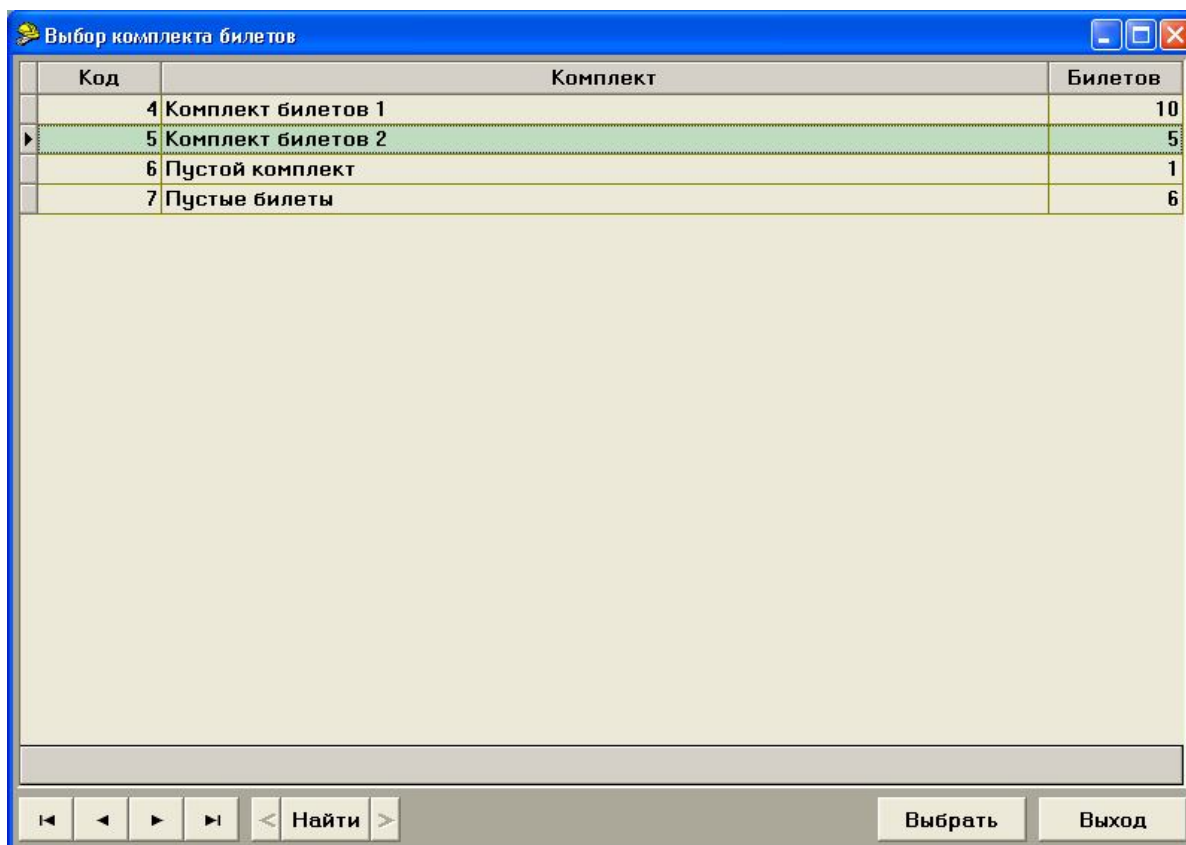 Выбор комплекта билетов
Код Комплект Билетов
4 Комплект билетов 1 10
5 Комплект билетов 2 5
6 Пустой комплект 1
7 Пустые билеты 6
< Найти > Выбрать Выход